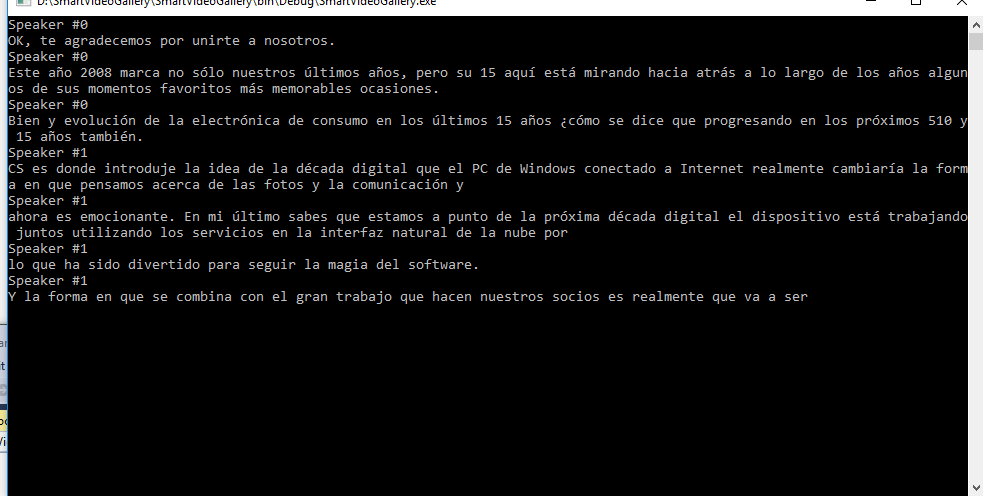 D:\SmartVideoGallery\SmartVideoGallery\bin\Debug\SmartVideoGallery.exe
Speaker #0
OK, te agradecemos por unirte a nosotros.
Speaker #0
Este año 2008 marca no sólo nuestros últimos años, pero su 15 aquí está mirando hacia atrás a lo largo de los años algun
os de sus momentos favoritos más memorables ocasiones.
Speaker #0
Bien y evolución de la electrónica de consumo en los últimos 15 años ¿cómo se dice que progresando en los próximos 510 y
15 años también.
Speaker #1
CS es donde introduje la idea de la década digital que el PC de Windows conectado a Internet realmente cambiaría la form
a en que pensamos acerca de las fotos y la comunicación y
Speaker #1
ahora es emocionante. En mi último sabes que estamos a punto de la próxima década digital el dispositivo está trabajando
juntos utilizando los servicios en la interfaz natural de la nube por
Speaker #1
lo que ha sido divertido para seguir la magia del software.
Speaker #1
Y la forma en que se combina con el gran trabajo que hacen nuestros socios es realmente que va a ser